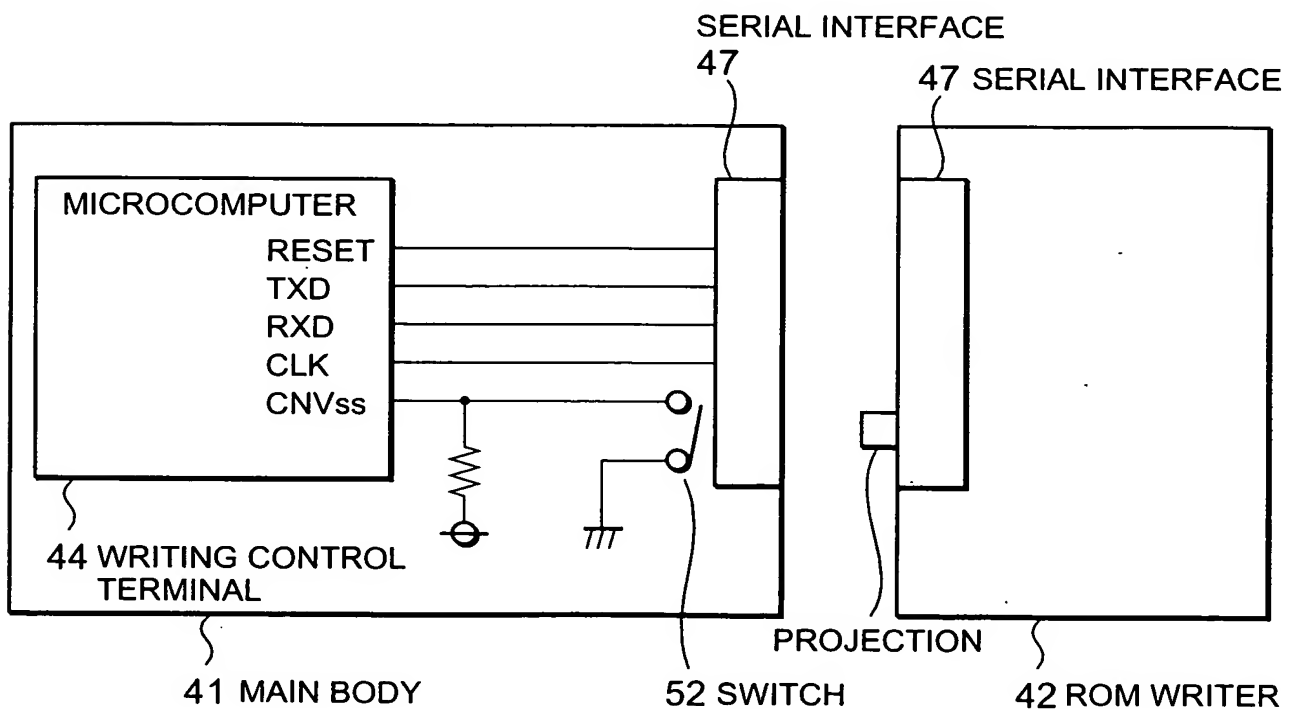 SERIAL INTERFACE
47
47 SERIAL INTERFACE
MICROCOMPUTER
RESET
TXD
RXD
CLK
CNVss
44 WRITING CONTROL
TERMINAL
PROJECTION
41 MAIN BODY
52 SWITCH
42 ROM WRITER